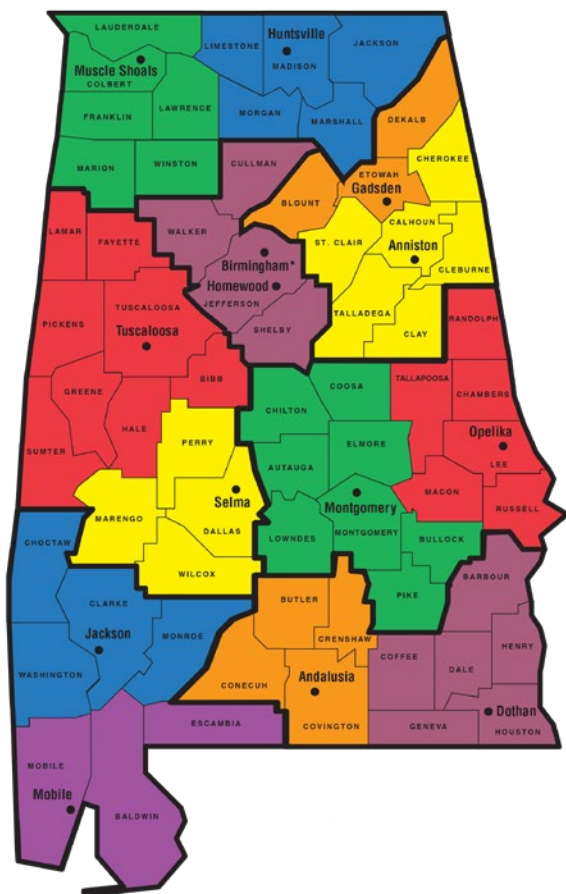 LAUDERDALE
Muscle Shoals
COLBERT
FRANKLIN
LAWRENCE
MARION
WINSTON
LIMESTONE
Huntsville
MADISON
JACKSON
MORGAN
MARSHALL
DEKALB
CHEROKEE
ETOWAH
Gadsden
BLOUNT
CULLMAN
WALKER
Birmingham*
Homewood
JEFFERSON
SHELBY
ST. CLAIR
CALHOUN
Anniston
CLEBURNE
TALLADEGA
CLAY
LAMAR
FAYETTE
PICKENS
TUSCALOOSA
Tuscaloosa
GREENE
BIBB
HALE
SUMTER
PERRY
Selma
MARENGO
DALLAS
WILCOX
CHILTON
COOSA
AUTAUGA
ELMORE
Montgomery
LOWNDES
MONTGOMERY
BULLOCK
PIKE
RANDOLPH
TALLAPOOSA
CHAMBERS
Opelika
LEE
MACON
RUSSELL
CHOCTAW
CLARKE
Jackson
MONROE
WASHINGTON
BUTLER
CRENSHAW
CONECUH
Andalusia
COVINGTON
BARBOUR
COFFEE
DALE
HENRY
Dothan
GENEVA
HOUSTON
ESCAMBIA
MOBILE
Mobile
BALDWIN